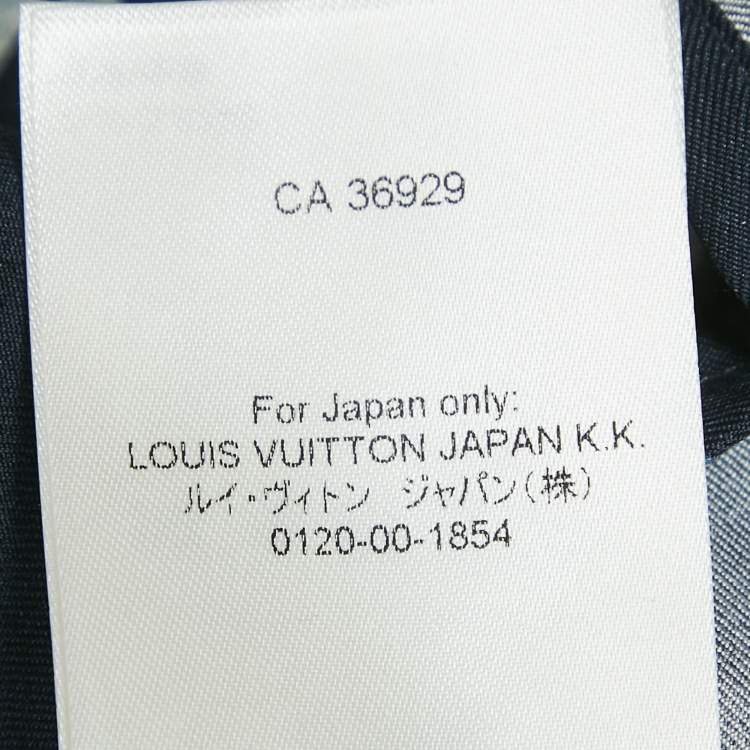 CA 36929
For Japan only:
LOUIS VUITTON JAPAN K.K.
ルイ・ヴィトン　ジャパン(株)
0120-00-1854